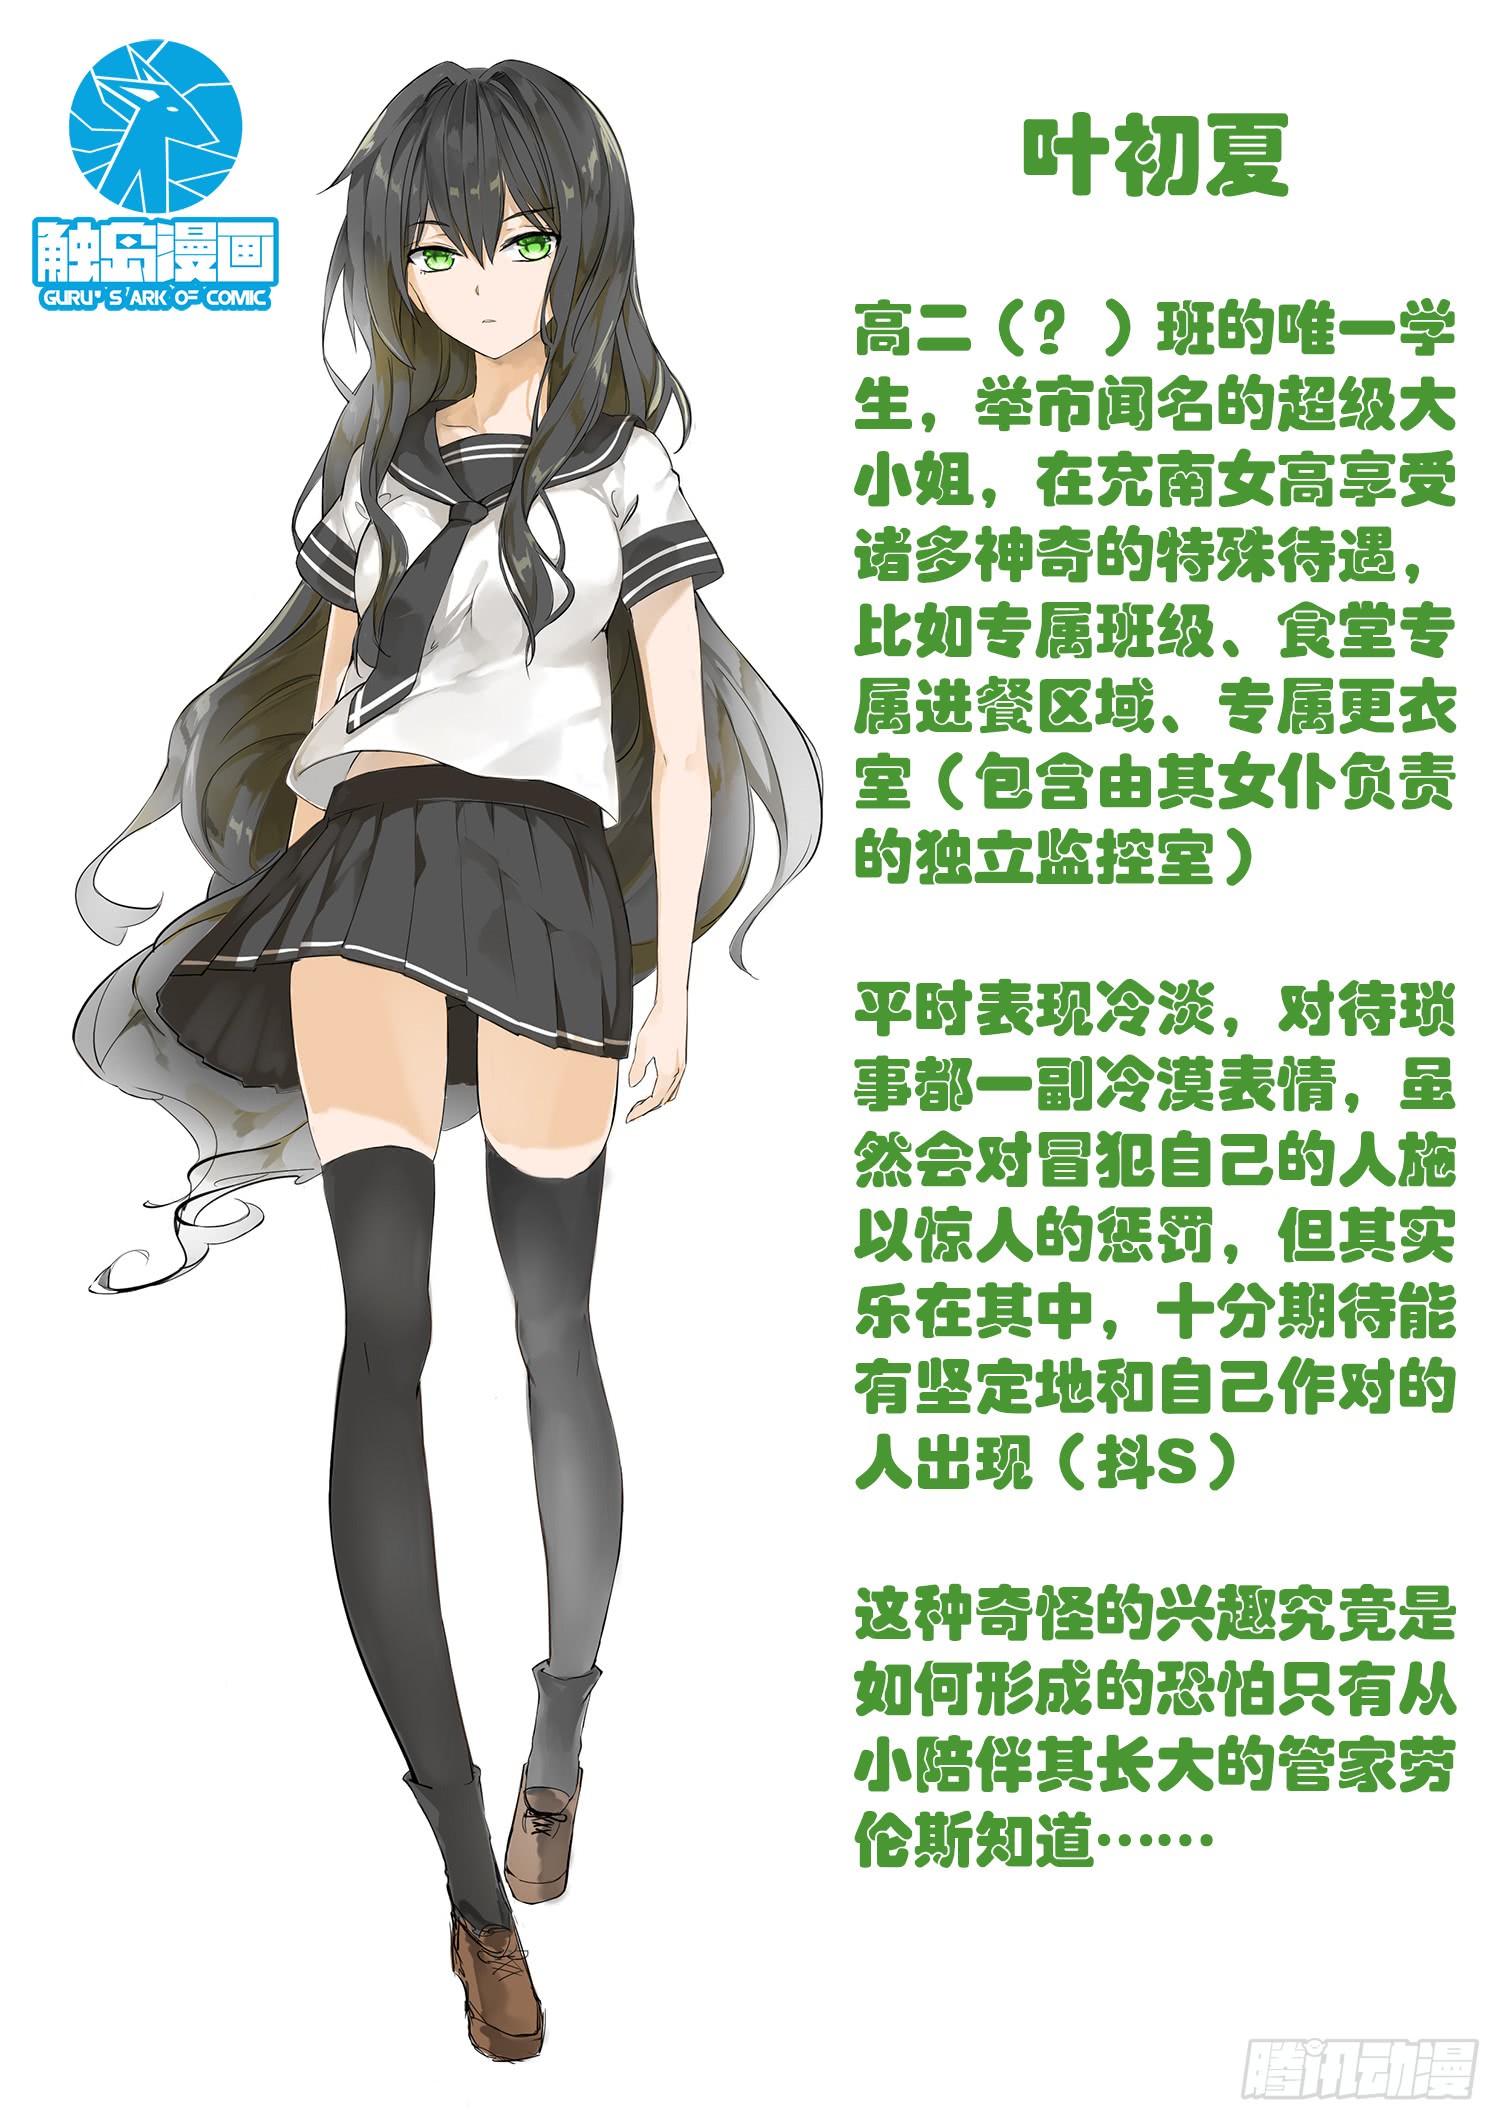 触岛漫画
GURU'S ARK OF COMIC
叶初夏
高二（？）班的唯一学
生，举市闻名的超级大
小姐，在充南女高享受
诸多神奇的特殊待遇，
比如专属班级、食堂专
属进餐区域、专属更衣
室（包含由其女仆负责
的独立监控室）
平时表现冷淡，对待琐
事都一副冷漠表情，虽
然会对冒犯自己的人施
以惊人的惩罚，但其实
乐在其中，十分期待能
有坚定地和自己作对的
人出现（抖S）
这种奇怪的兴趣究竟是
如何形成的恐怕只有从
小陪伴其长大的管家劳
伦斯知道……
腾讯动漫